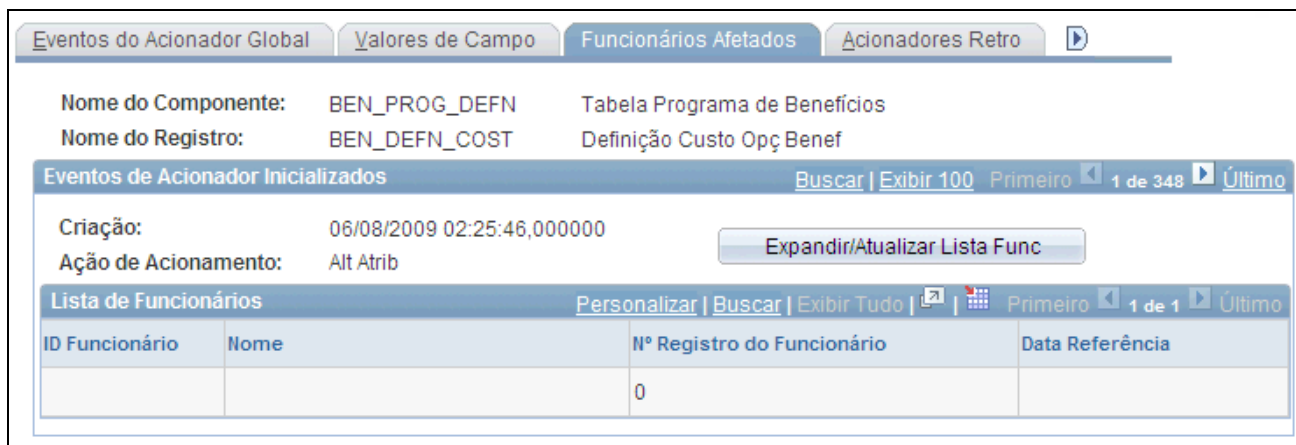 Eventos do Acionador Global Valores de Campo Funcionários Afetados Acionadores Retro
Nome do Componente: BEN_PROG_DEFN Tabela Programa de Benefícios
Nome do Registro: BEN_DEFN_COST Definição Custo Opç Benef
Eventos de Acionador Inicializados Buscar | Exibir 100 Primeiro 1 de 348 Último
Criação: 06/08/2009 02:25:46,000000
Expandir/Atualizar Lista Func
Ação de Acionamento: Alt Atrib
Lista de Funcionários Personalizar | Buscar | Exibir Tudo | | Primeiro 1 de 1 Último
ID Funcionário Nome Nº Registro do Funcionário Data Referência
0